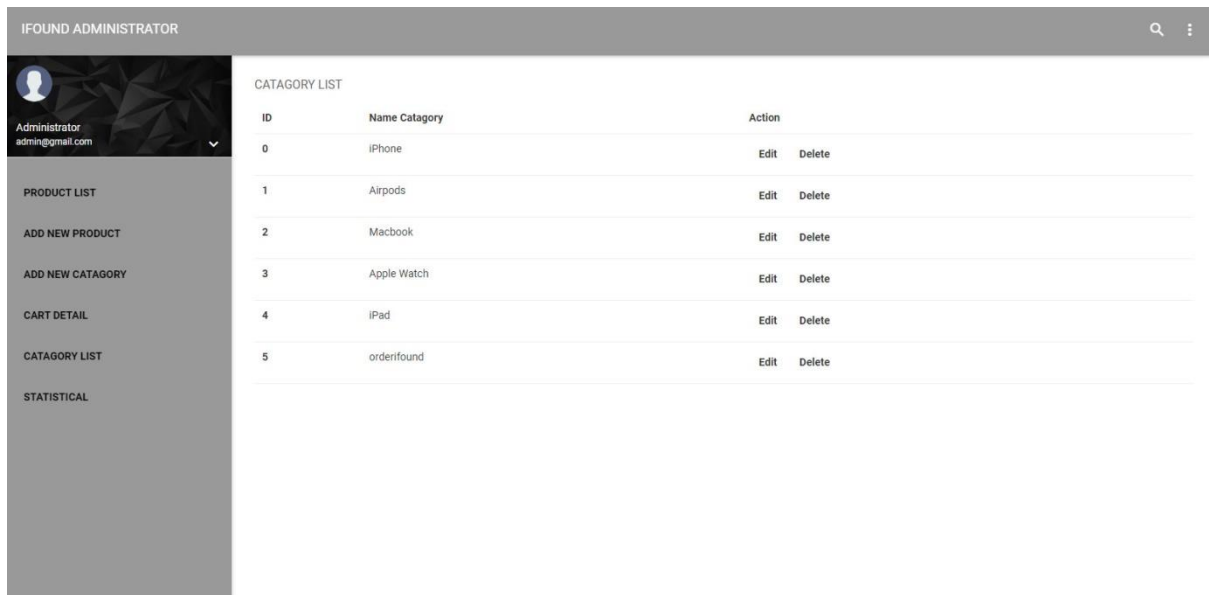 IFOUND ADMINISTRATOR
Administrator
admin@gmail.com
PRODUCT LIST
ADD NEW PRODUCT
ADD NEW CATAGORY
CART DETAIL
CATAGORY LIST
STATISTICAL
CATAGORY LIST
ID Name Catagory Action
0 iPhone Edit Delete
1 Airpods Edit Delete
2 Macbook Edit Delete
3 Apple Watch Edit Delete
4 iPad Edit Delete
5 orderifound Edit Delete